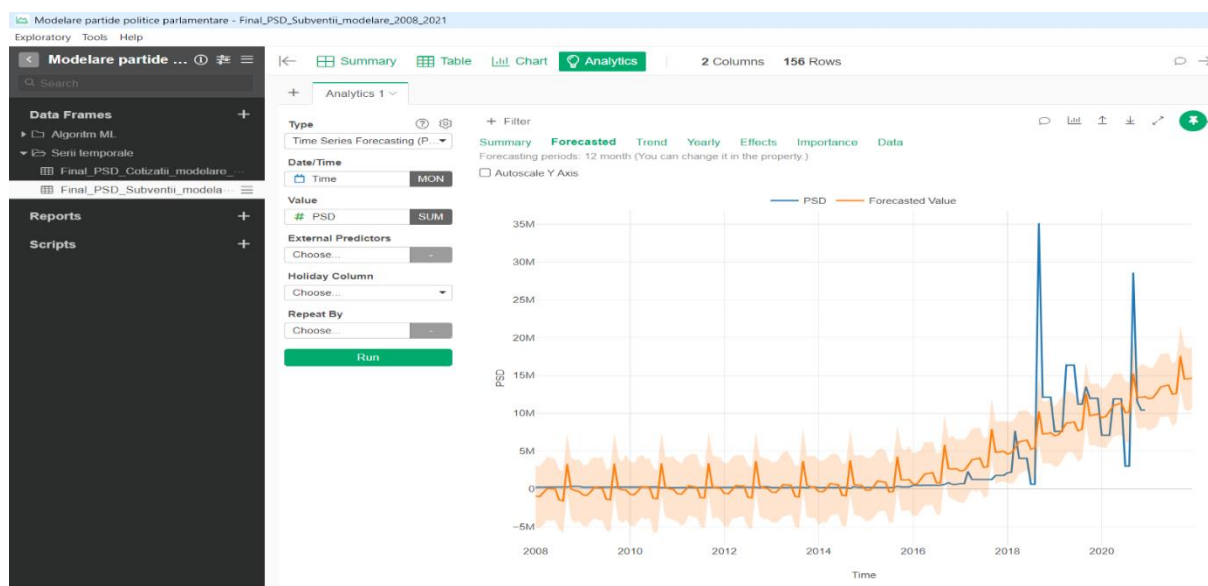 Modelare partide politice parlamentare - Final_PSD_Subventii_modelare_2008_2021
Exploratory Tools Help
Modelare partide ...
Summary Table Chart Analytics 2 Columns 156 Rows
Search
Analytics 1
Data Frames
Algoritm ML
Serii temporale
Final_PSD_Cotizatii_modelare_...
Final_PSD_Subventii_modela...
Reports
Scripts
Type
Time Series Forecasting (P...
Date/Time
Time MON
Value
# PSD SUM
External Predictors
Choose... -
Holiday Column
Choose...
Repeat By
Choose... -
Run
+ Filter
Summary Forecasted Trend Yearly Effects Importance Data
Forecasting periods: 12 month (You can change it in the property.)
Autoscale Y Axis
PSD Forecasted Value
35M
30M
25M
20M
15M
10M
5M
0
−5M
PSD
2008 2010 2012 2014 2016 2018 2020
Time